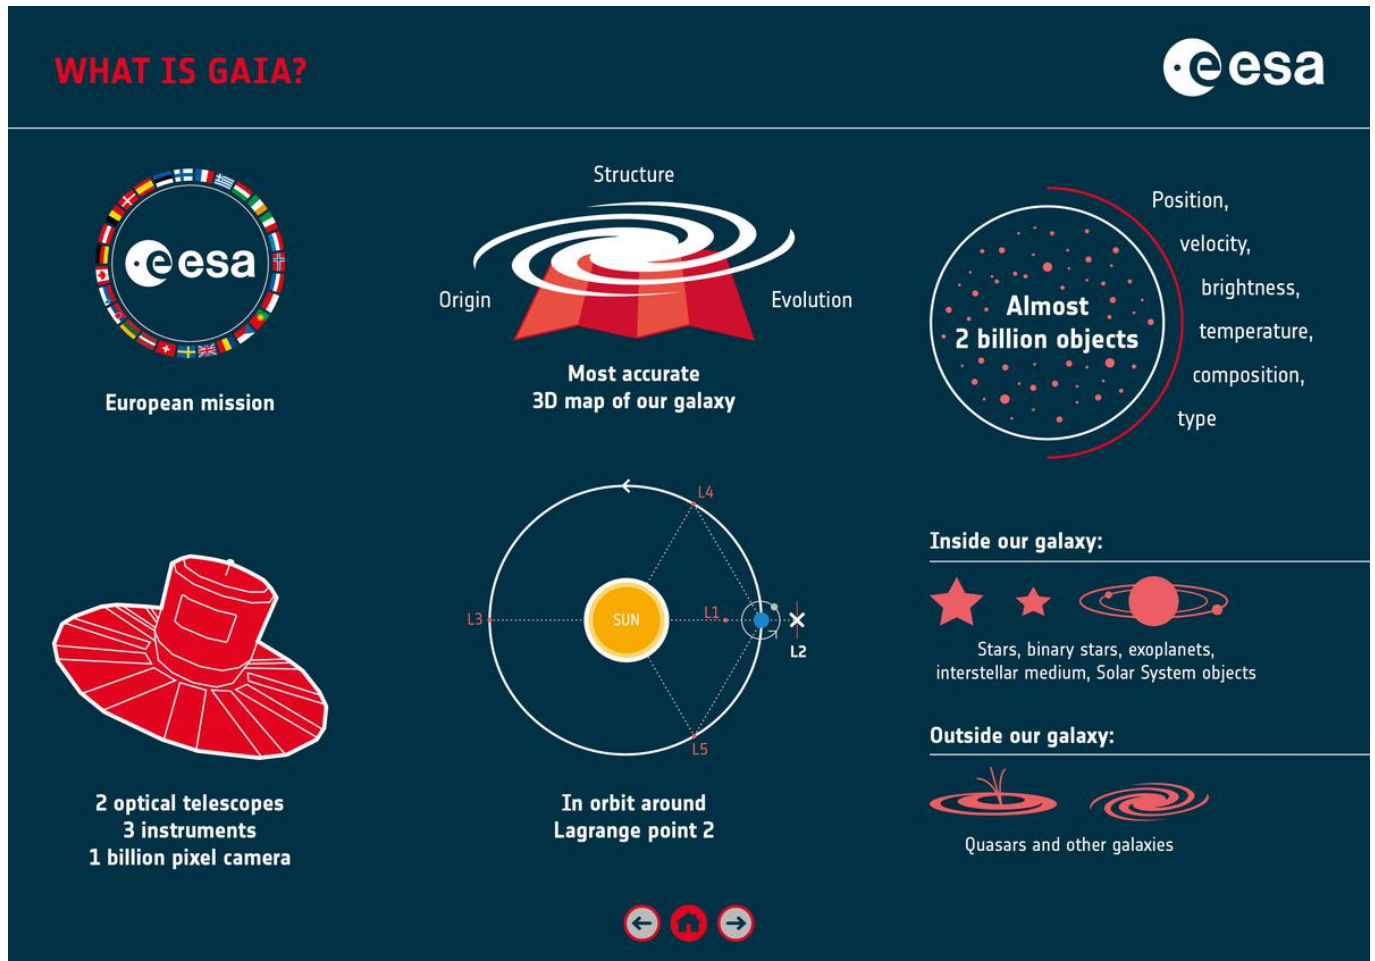 WHAT IS GAIA?
esa
esa
European mission
Structure
Origin
Evolution
Most accurate
3D map of our galaxy
Almost
2 billion objects
Position,
velocity,
brightness,
temperature,
composition,
type
2 optical telescopes
3 instruments
1 billion pixel camera
L4
L3
SUN
L1
L2
L5
In orbit around
Lagrange point 2
Inside our galaxy:
Stars, binary stars, exoplanets,
interstellar medium, Solar System objects
Outside our galaxy:
Quasars and other galaxies